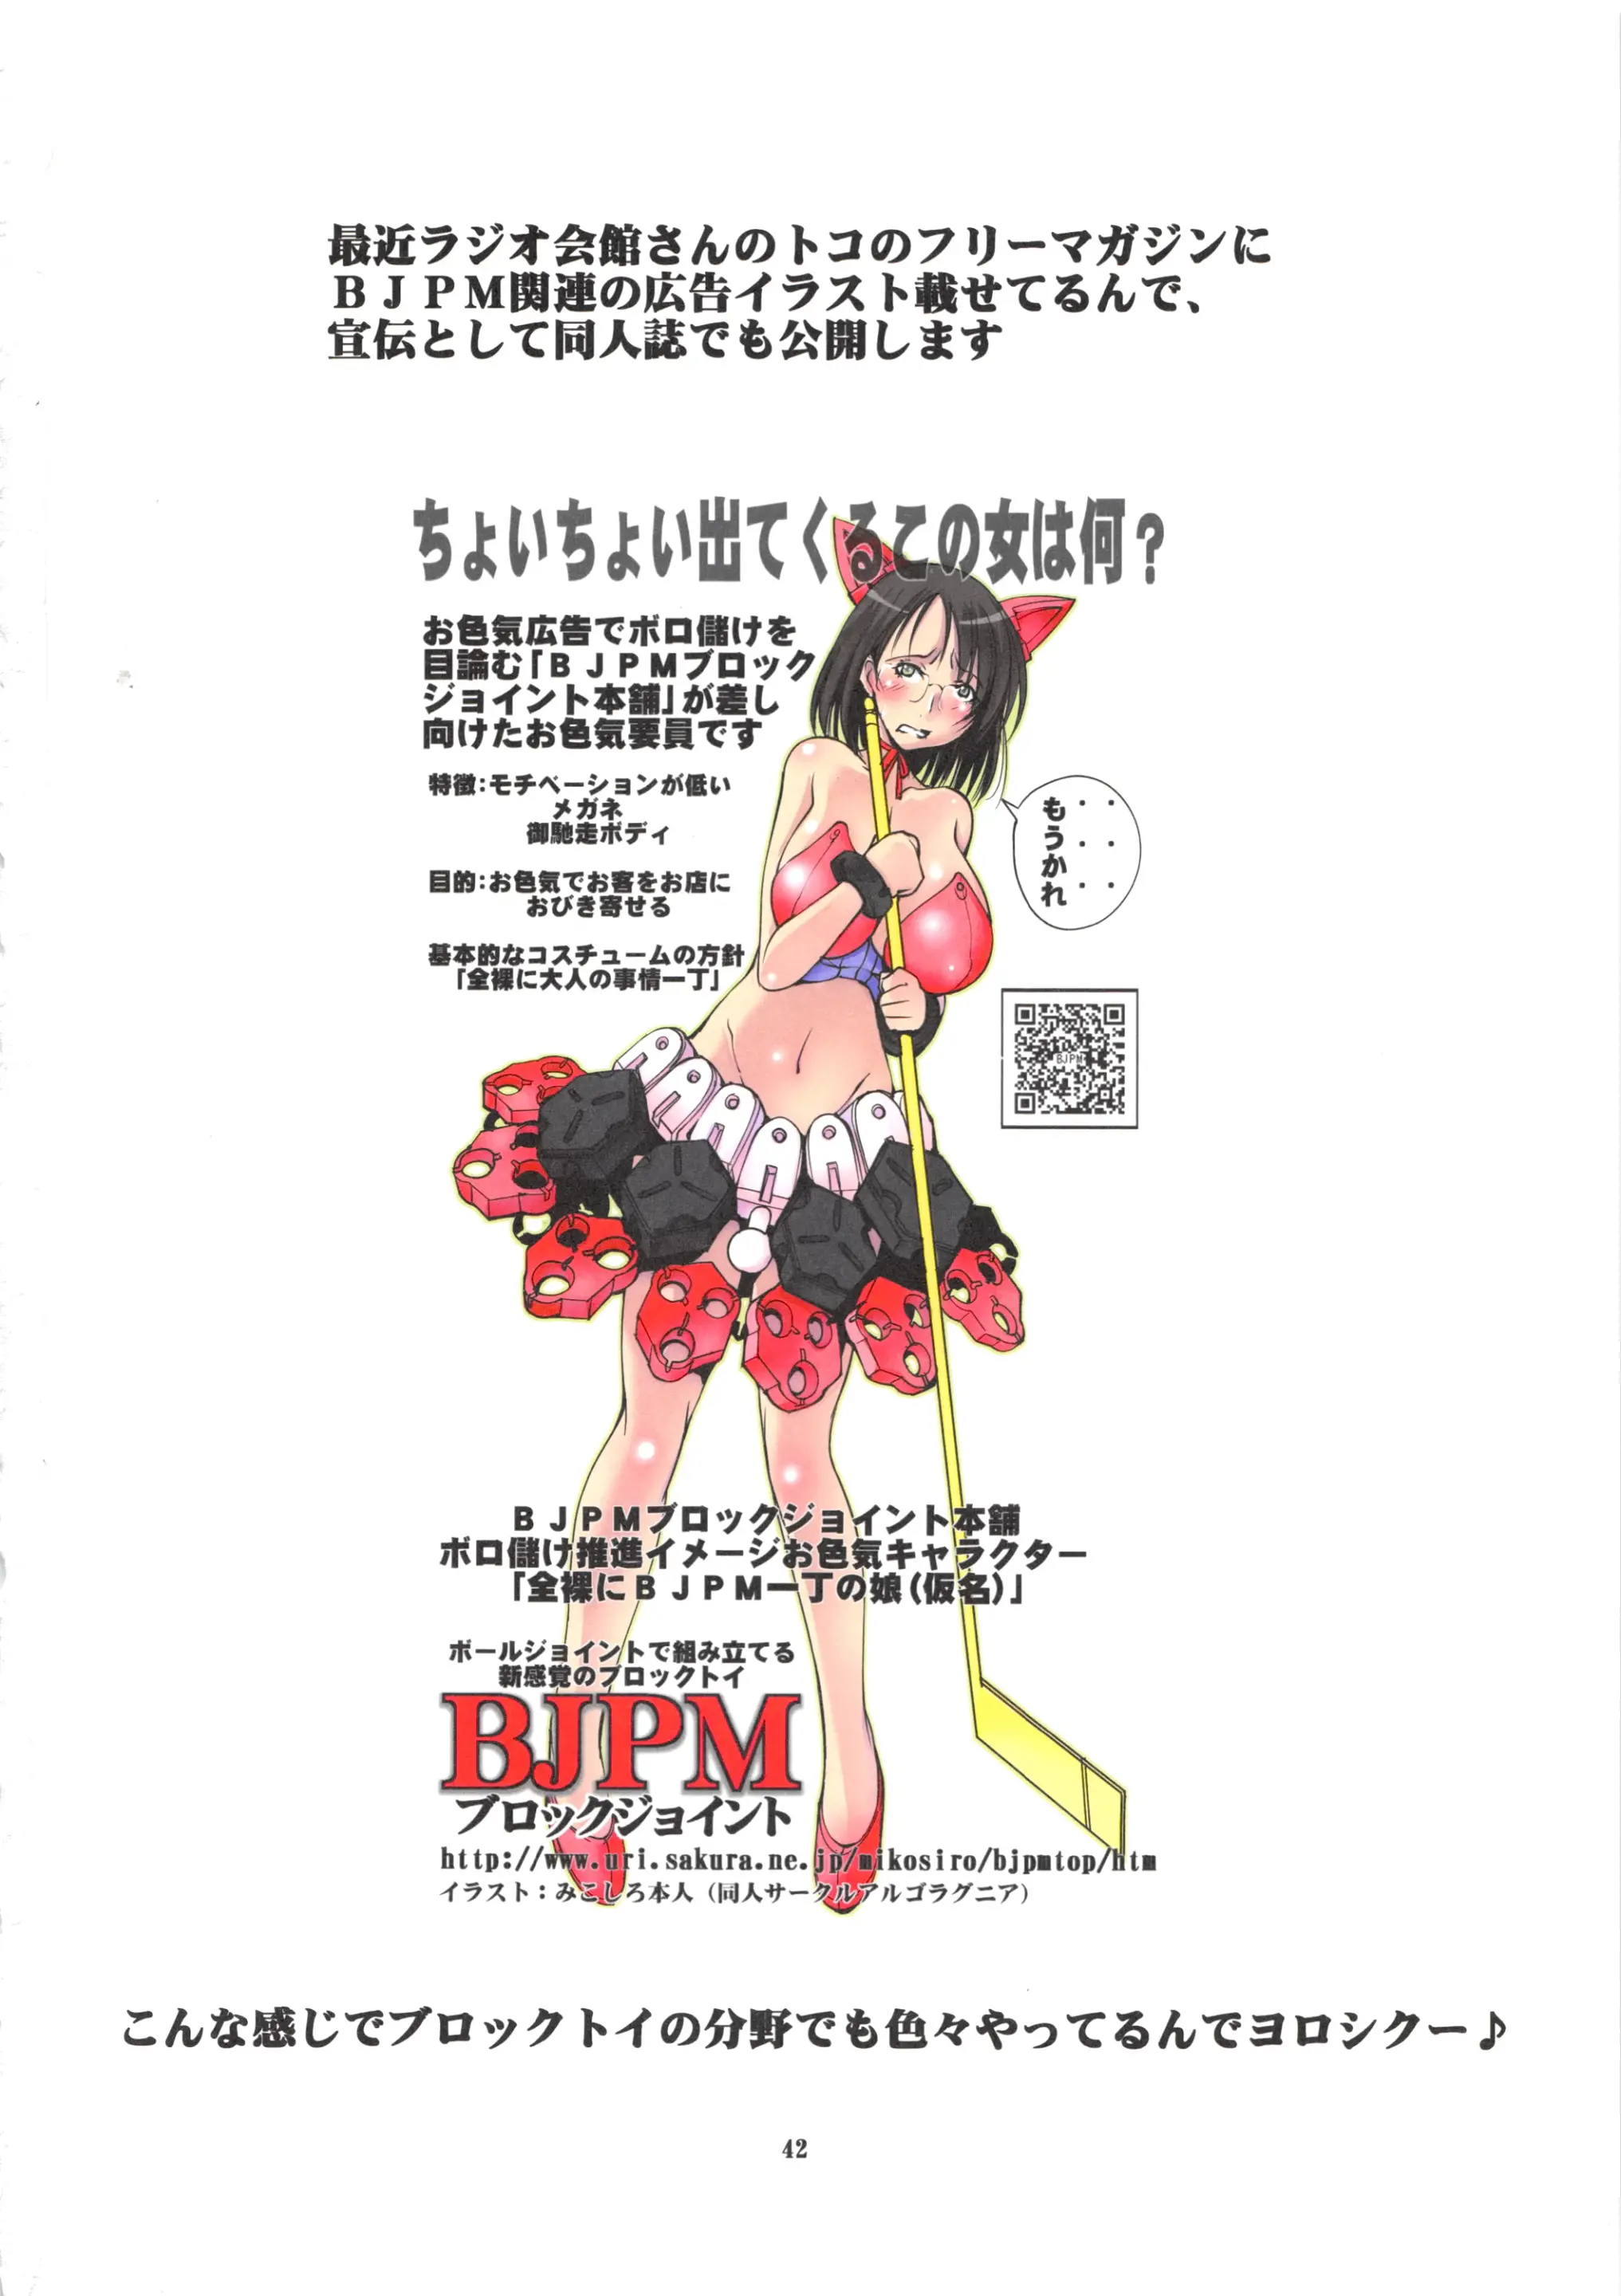 最近ラジオ会館さんのトコのフリーマガジンに
ＢＪＰＭ関連の広告イラスト載せてるんで、
宣伝として同人誌でも公開します
ちょいちょい出てくるこの女は何？
お色気広告でボロ儲けを
目論む「ＢＪＰＭブロック
ジョイント本舗」が差し
向けたお色気要員です
特徴：モチベーションが低い
メガネ
御馳走ボディ
目的：お色気でお客をお店に
おびき寄せる
基本的なコスチュームの方針
「全裸に大人の事情一丁」
・・・・・・
もうかれ
BJPM
ＢＪＰＭブロックジョイント本舗
ボロ儲け推進イメージお色気キャラクター
「全裸にＢＪＰＭ一丁の娘（仮名）」
ボールジョイントで組み立てる
新感覚のブロックトイ
BJPM
ブロックジョイント
http://www.uri.sakura.ne.jp/mikosiro/bjpmtop/htm
イラスト：みこしろ本人（同人サークルアルゴラグニア）
こんな感じでブロックトイの分野でも色々やってるんでヨロシクー♪
42